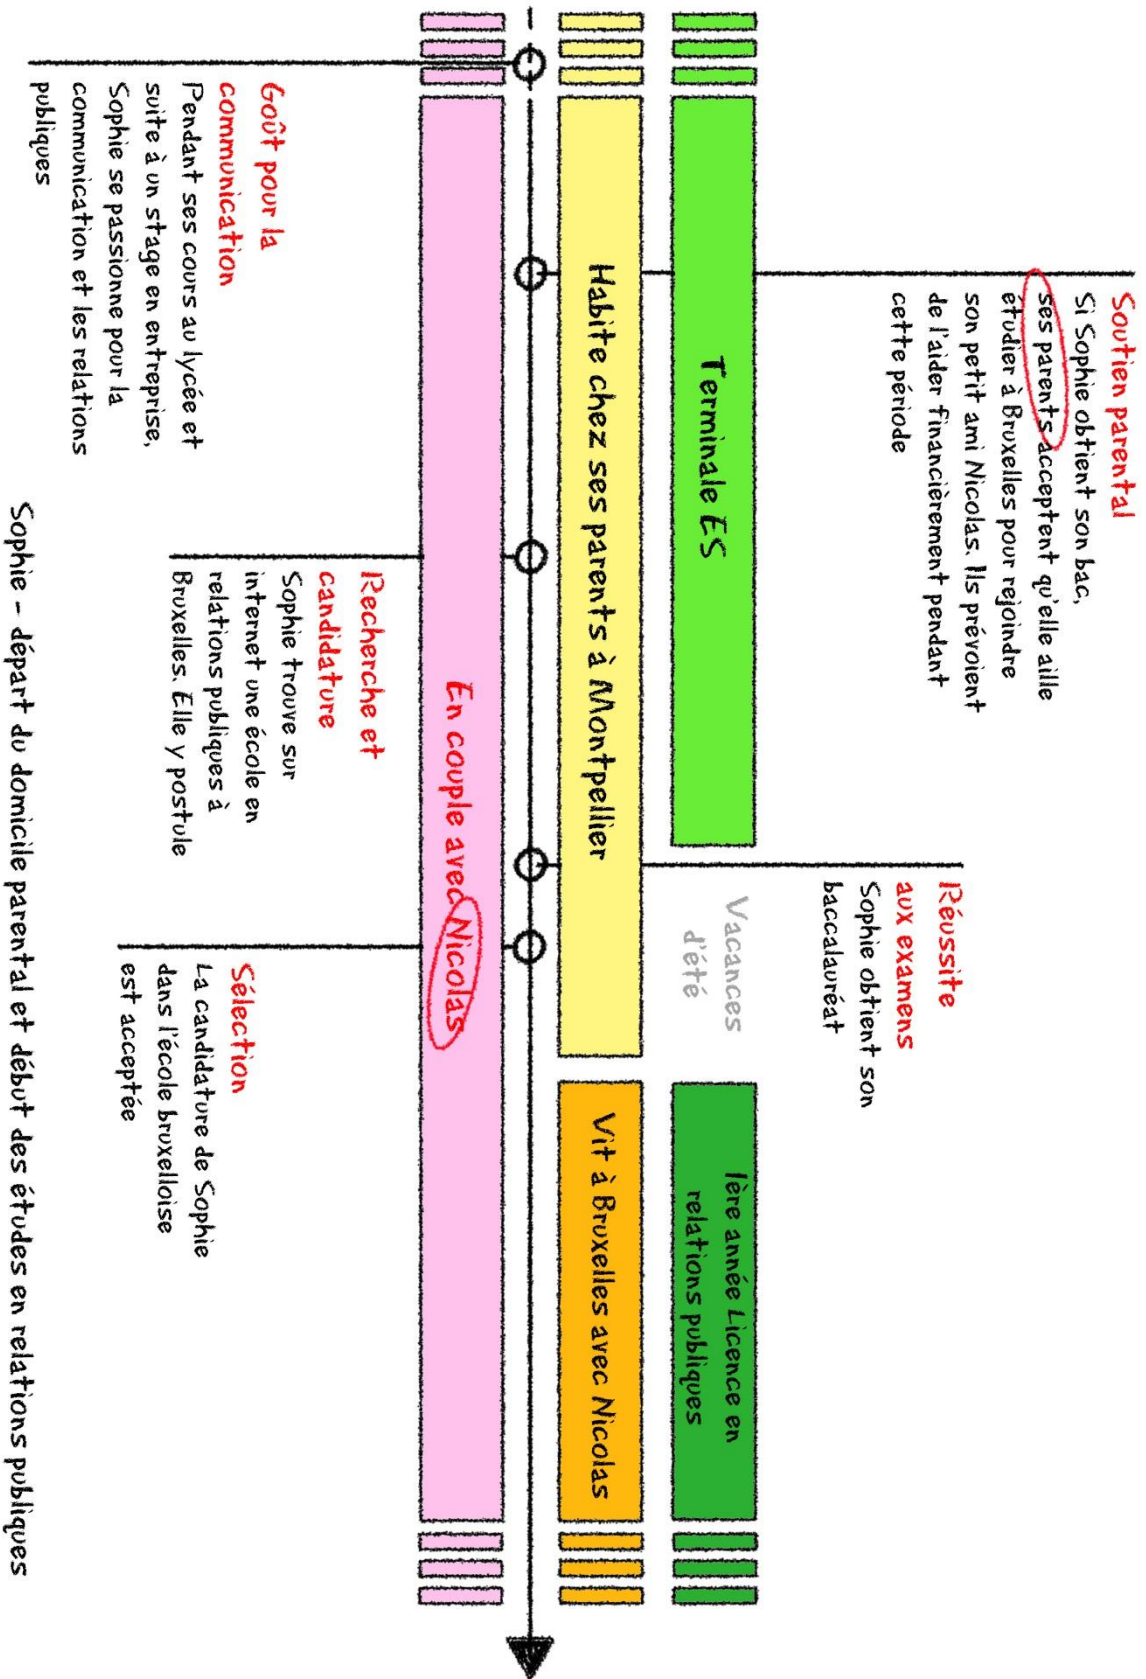 Soutien parental
Si Sophie obtient son bac,
ses parents acceptent qu'elle aille
étudier à Bruxelles pour rejoindre
son petit ami Nicolas. Ils prévoient
de l'aider financièrement pendant
cette période
Réussite
aux examens
Sophie obtient son
baccalauréat
Terminale ES
Vacances
d'été
1ère année Licence en
relations publiques
Habite chez ses parents à Montpellier
Vit à Bruxelles avec Nicolas
En couple avec Nicolas
Goût pour la
communication
Pendant ses cours au lycée et
suite à un stage en entreprise,
Sophie se passionne pour la
communication et les relations
publiques
Recherche et
candidature
Sophie trouve sur
internet une école en
relations publiques à
Bruxelles. Elle y postule
Sélection
La candidature de Sophie
dans l'école bruxelloise
est acceptée
Sophie - départ du domicile parental et début des études en relations publiques